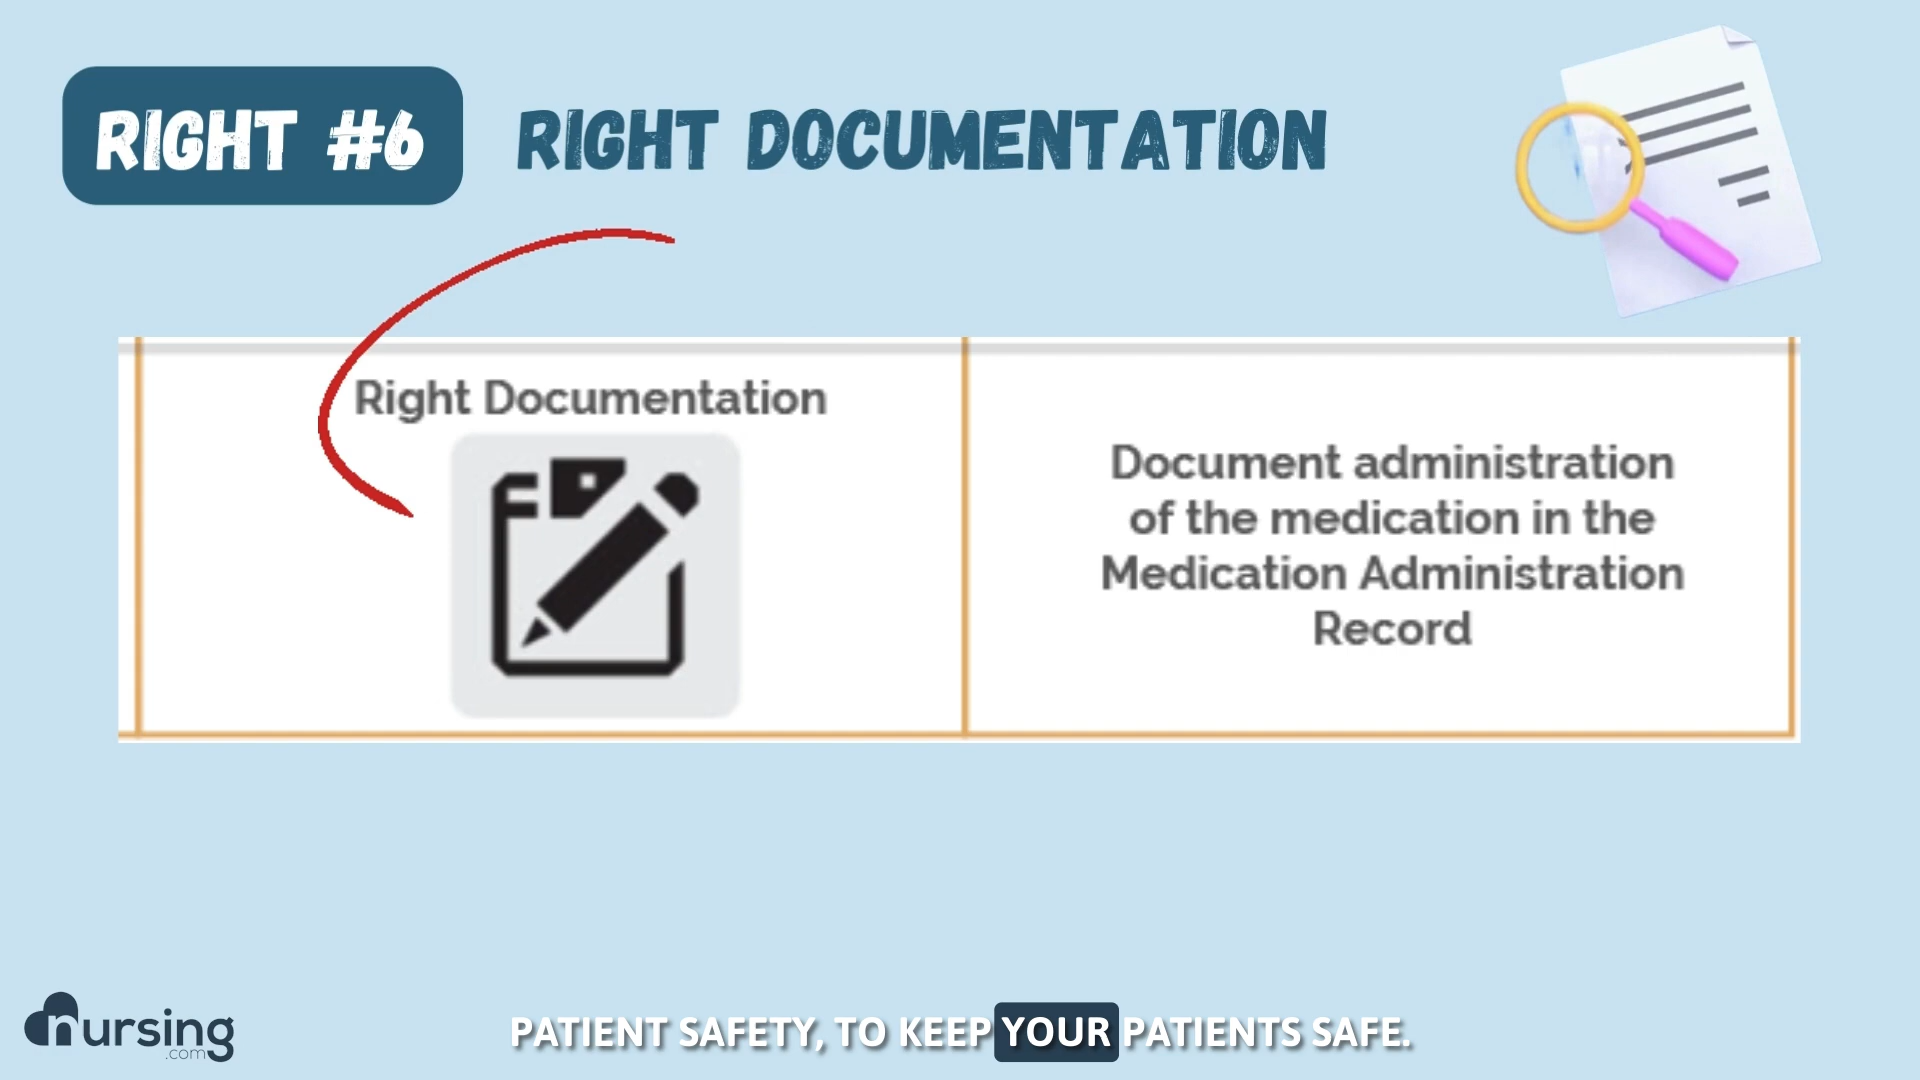 RIGHT #6
RIGHT DOCUMENTATION
Right Documentation
Document administration
of the medication in the
Medication Administration
Record
nursing
.com
PATIENT SAFETY, TO KEEP YOUR PATIENTS SAFE.